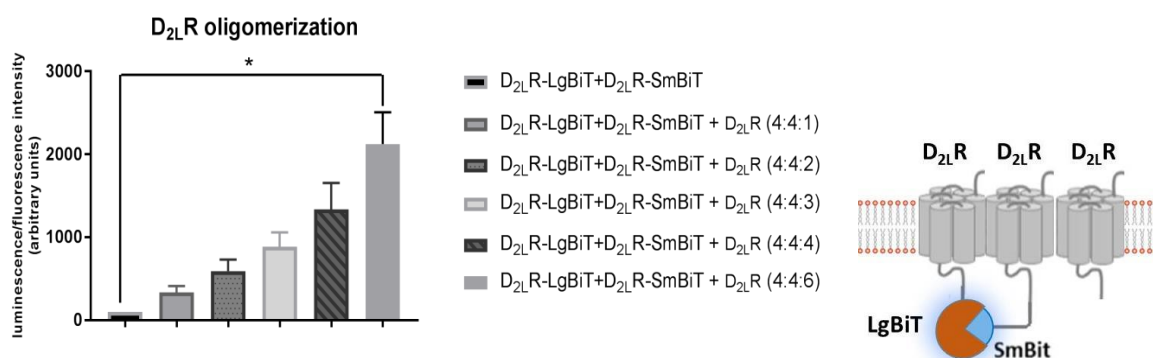 D2LR oligomerization
luminescence/fluorescence intensity
(arbitrary units)
3000
2000
1000
0
*
D2LR-LgBiT+D2LR-SmBiT
D2LR-LgBiT+D2LR-SmBiT + D2LR (4:4:1)
D2LR-LgBiT+D2LR-SmBiT + D2LR (4:4:2)
D2LR-LgBiT+D2LR-SmBiT + D2LR (4:4:3)
D2LR-LgBiT+D2LR-SmBiT + D2LR (4:4:4)
D2LR-LgBiT+D2LR-SmBiT + D2LR (4:4:6)
D2LR D2LR D2LR
LgBiT
SmBit